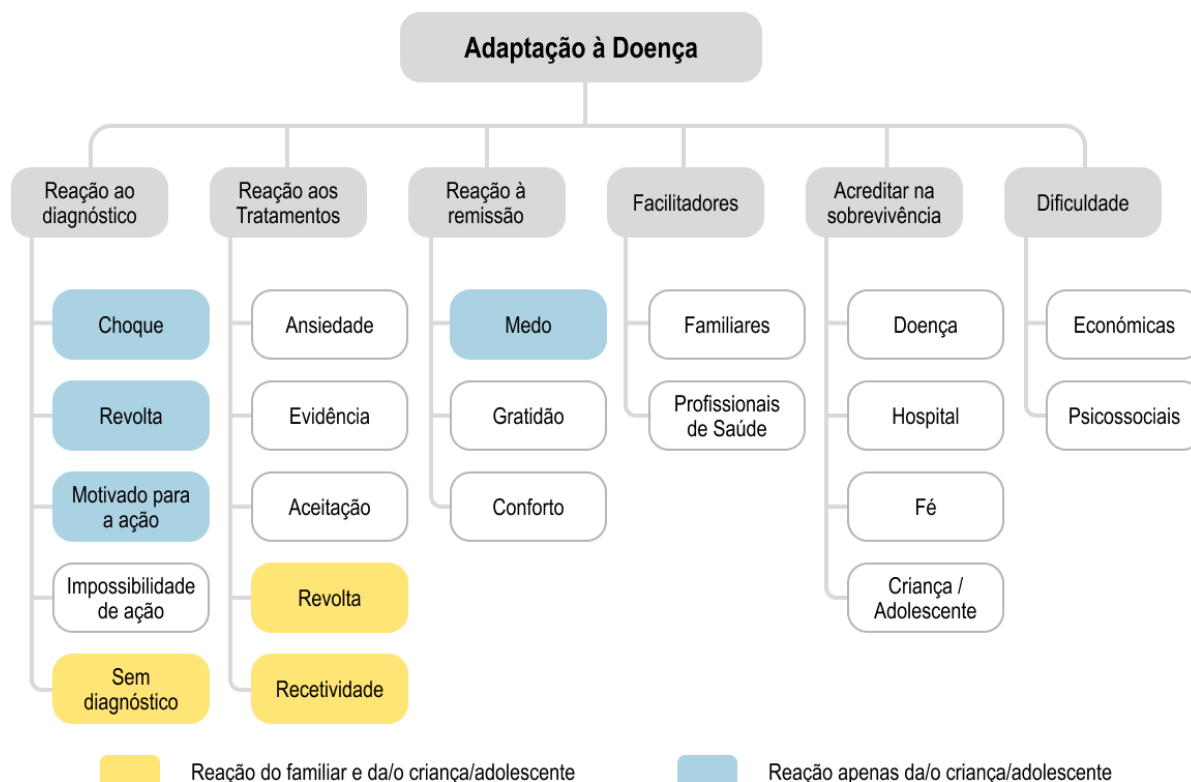 Adaptação à Doença
Reação ao
diagnóstico
Reação aos
Tratamentos
Reação à
remissão
Facilitadores
Acreditar na
sobrevivência
Dificuldade
Choque
Revolta
Motivado para
a ação
Impossibilidade
de ação
Sem
diagnóstico
Ansiedade
Evidência
Aceitação
Revolta
Recetividade
Medo
Gratidão
Conforto
Familiares
Profissionais
de Saúde
Doença
Hospital
Fé
Criança /
Adolescente
Económicas
Psicossociais
Reação do familiar e da/o criança/adolescente
Reação apenas da/o criança/adolescente